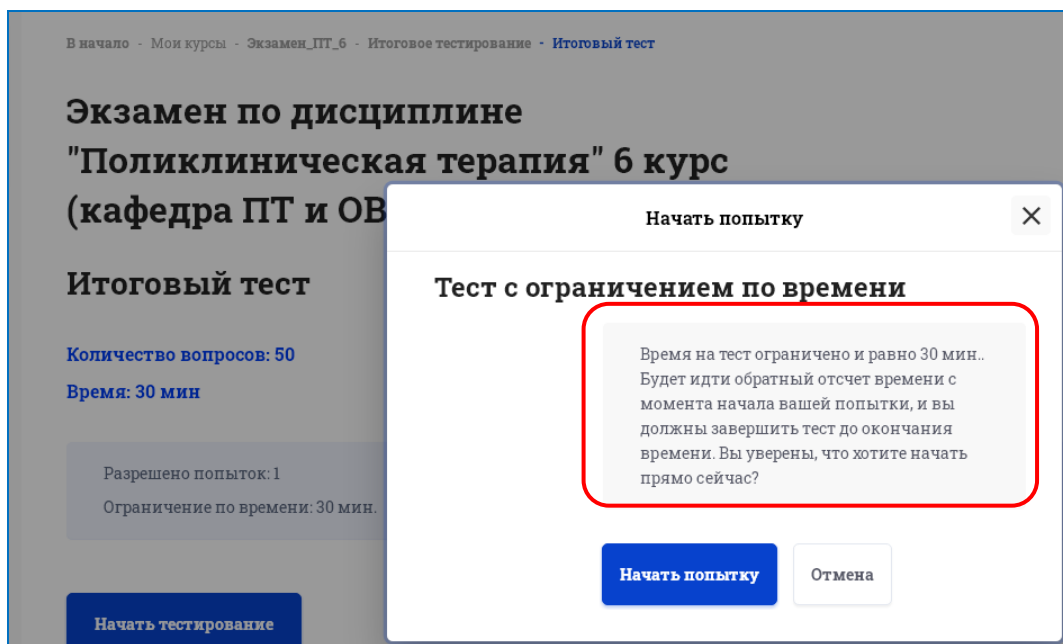 В начало - Мои курсы - Экзамен_ПТ_6 - Итоговое тестирование - Итоговый тест
Экзамен по дисциплине
"Поликлиническая терапия" 6 курс
(кафедра ПТ и ОВ
Итоговый тест
Количество вопросов: 50
Время: 30 мин
Разрешено попыток: 1
Ограничение по времени: 30 мин.
Начать тестирование
Начать попытку
Тест с ограничением по времени
Время на тест ограничено и равно 30 мин..
Будет идти обратный отсчет времени с
момента начала вашей попытки, и вы
должны завершить тест до окончания
времени. Вы уверены, что хотите начать
прямо сейчас?
Начать попытку
Отмена